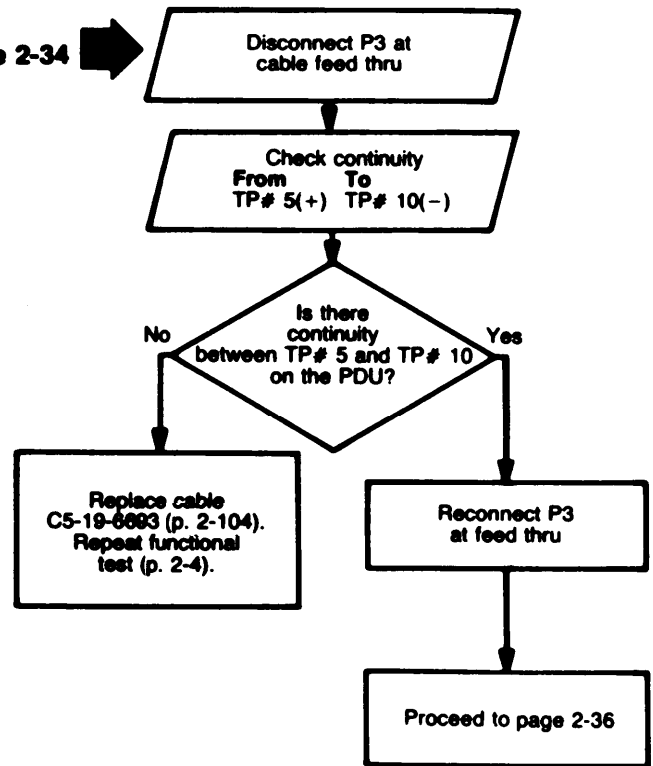 e 2-34
Disconnect P3 at
cable feed thru
Check continuity
From To
TP# 5(+) TP# 10(-)
Is there
continuity
between TP# 5 and TP# 10
on the PDU?
No
Yes
Replace cable
C5-19-6693 (p. 2-104).
Repeat functional
test (p. 2-4).
Reconnect P3
at feed thru
Proceed to page 2-36